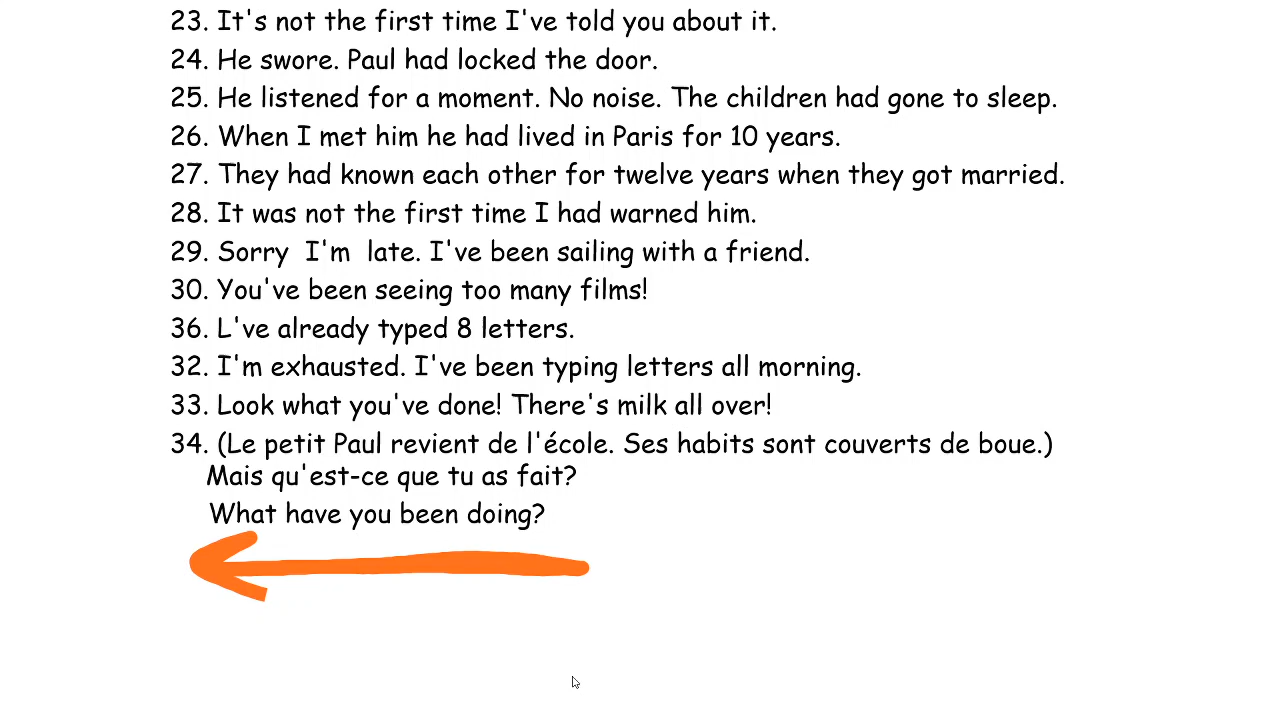 23. It's not the first time I've told you about it.
24. He swore. Paul had locked the door.
25. He listened for a moment. No noise. The children had gone to sleep.
26. When I met him he had lived in Paris for 10 years.
27. They had known each other for twelve years when they got married.
28. It was not the first time I had warned him.
29. Sorry I'm late. I've been sailing with a friend.
30. You've been seeing too many films!
36. L've already typed 8 letters.
32. I'm exhausted. I've been typing letters all morning.
33. Look what you've done! There's milk all over!
34. (Le petit Paul revient de l'école. Ses habits sont couverts de boue.)
Mais qu'est-ce que tu as fait?
What have you been doing?